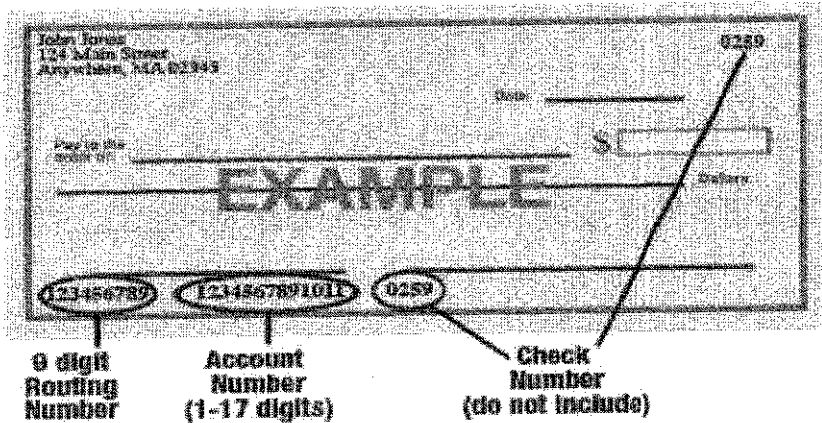 John Jones
0259
124 Main Street
Anywhere, MA 02345
Date
Pay to the
order of:
$
EXAMPLE
Dollars
123456789
1234567891011
0259
9 digit
Routing
Number
Account
Number
(1-17 digits)
Check
Number
(do not include)